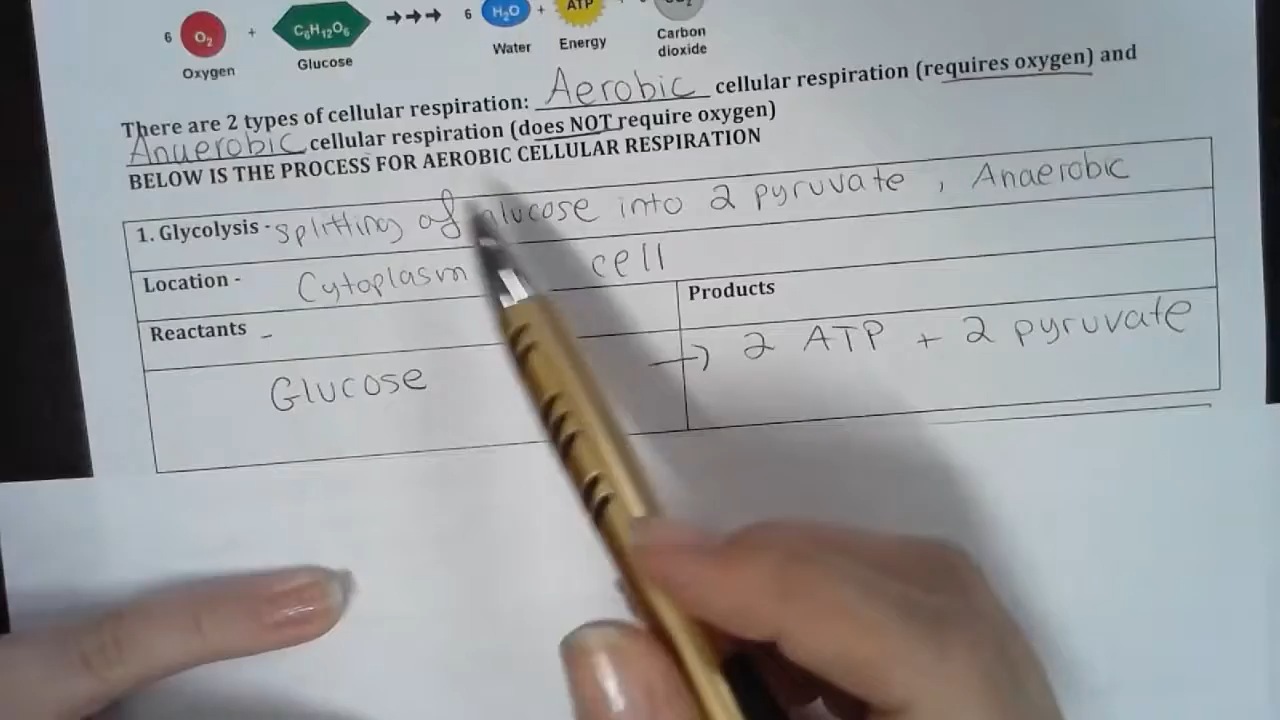 6 O₂ + C₆H₁₂O₆ →→→ 6 H₂O + ATP
Oxygen Glucose Water Energy Carbon dioxide
There are 2 types of cellular respiration: Aerobic cellular respiration (requires oxygen) and
Anaerobic cellular respiration (does NOT require oxygen)
BELOW IS THE PROCESS FOR AEROBIC CELLULAR RESPIRATION
1. Glycolysis - splitting of glucose into 2 pyruvate , Anaerobic
Location - Cytoplasm cell
Reactants - Products
Glucose → 2 ATP + 2 pyruvate